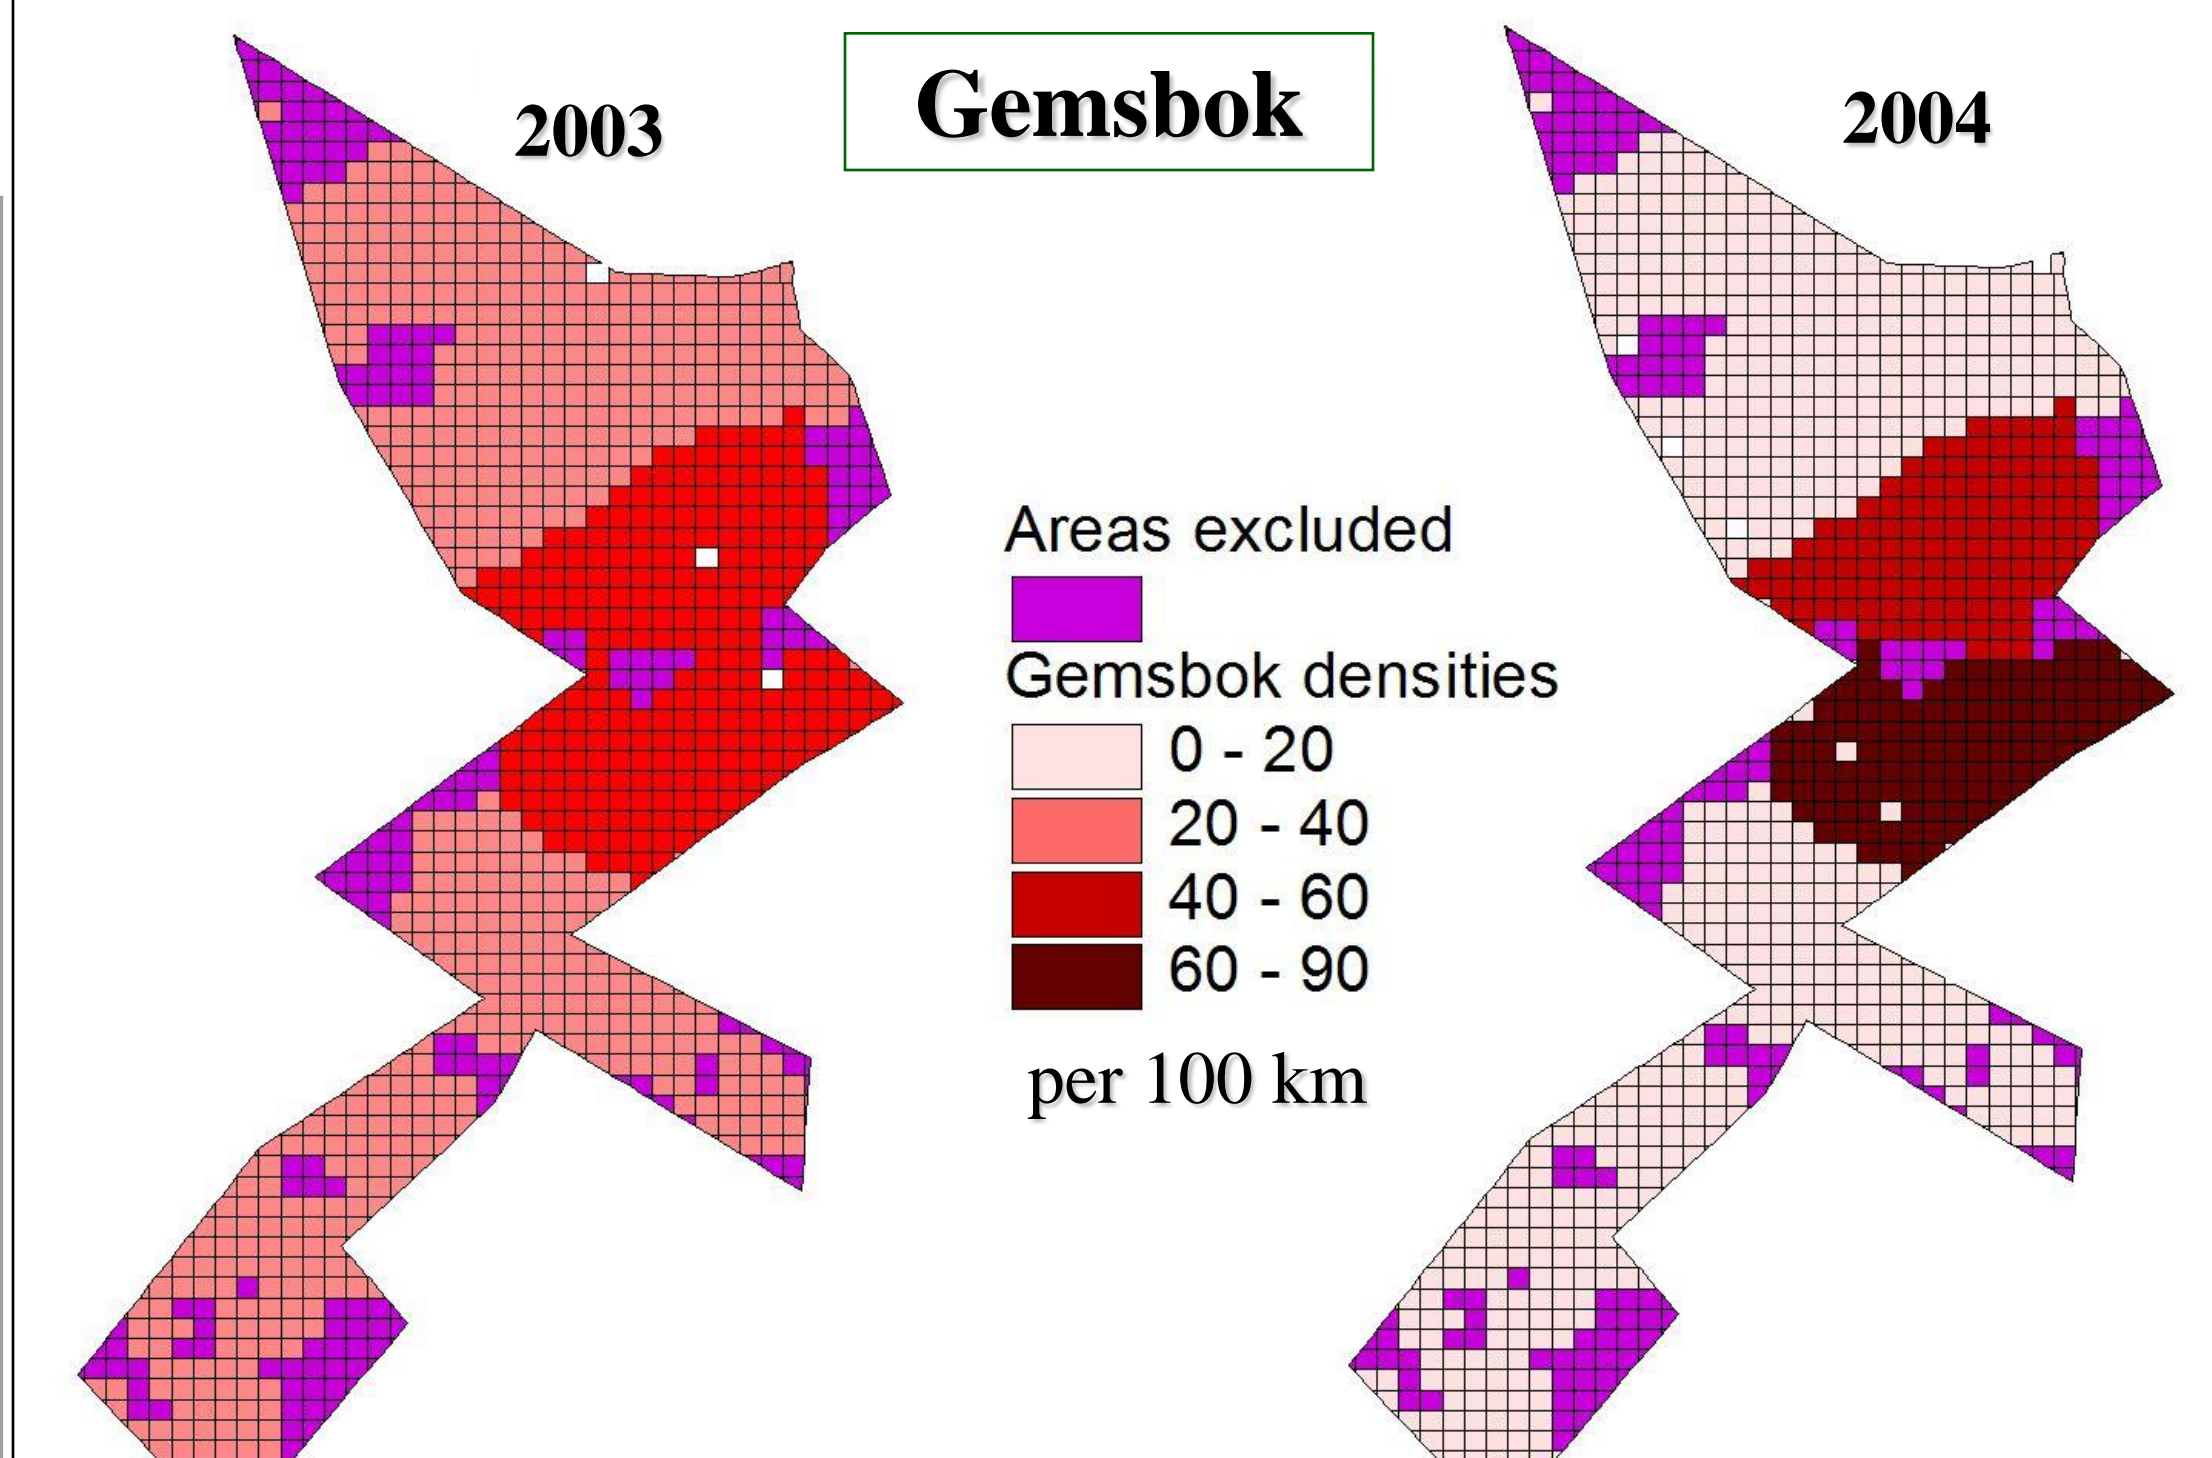 Gemsbok
2003
2004
Areas excluded
Gemsbok densities
0 - 20
20 - 40
40 - 60
60 - 90
per 100 km